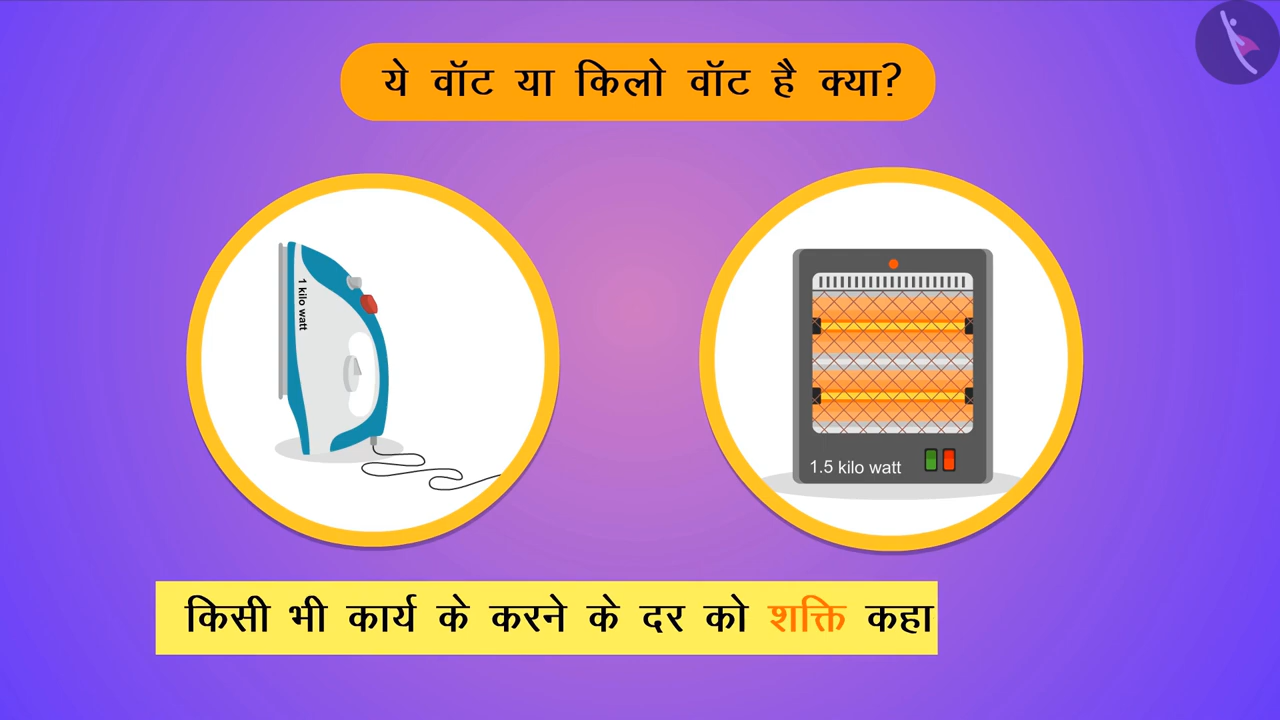 ये वॉट या किलो वॉट है क्या?
1 kilo watt
1.5 kilo watt
किसी भी कार्य के करने के दर को शक्ति कहा